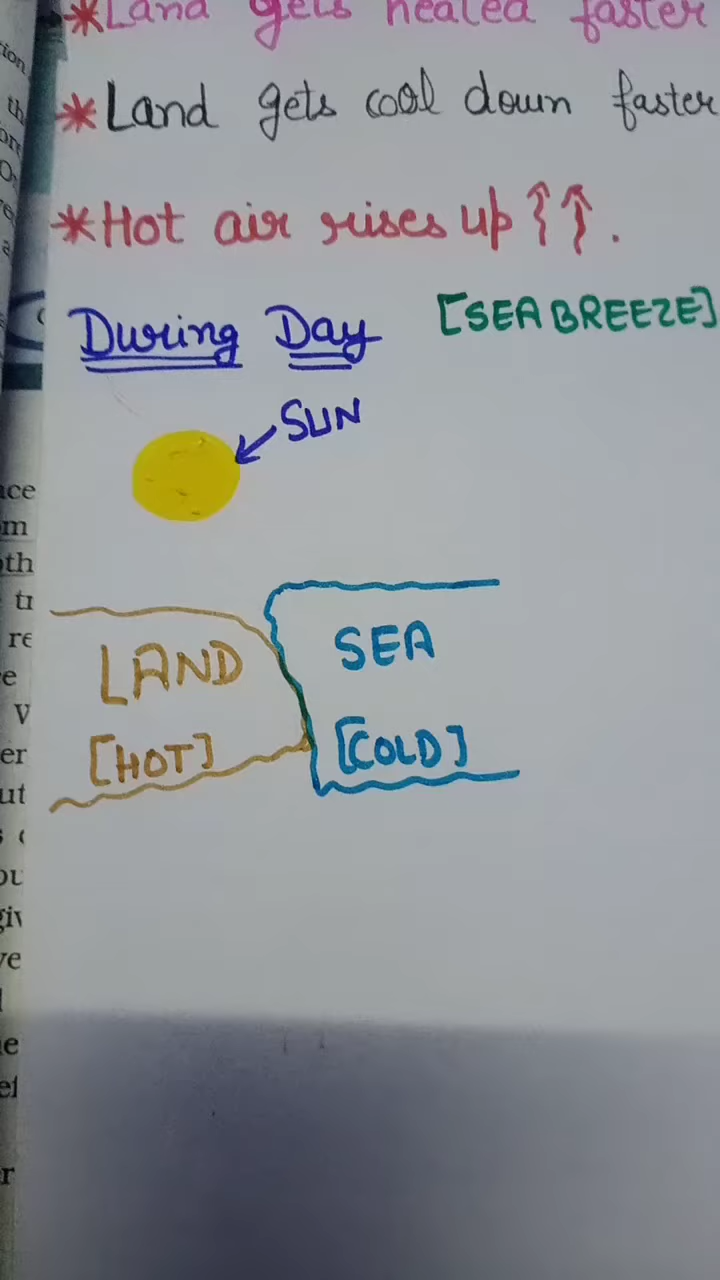 *Land gets heated faster
*Land gets cool down faster
*Hot air rises up ↑↑.
During Day [SEA BREEZE]
SUN
LAND
[HOT]
SEA
[COLD]